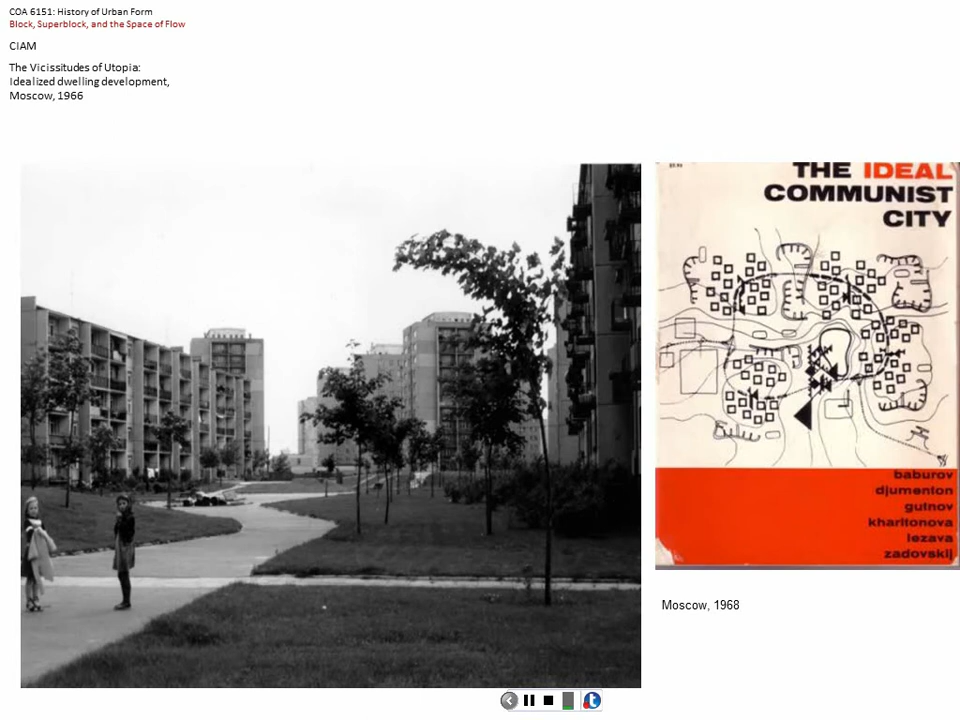 COA 6151: History of Urban Form
Block, Superblock, and the Space of Flow
CIAM
The Vicissitudes of Utopia:
Idealized dwelling development,
Moscow, 1966
THE IDEAL
COMMUNIST
CITY
baburov
djumenton
gutnov
kharitonova
lezava
zadovskij
Moscow, 1968